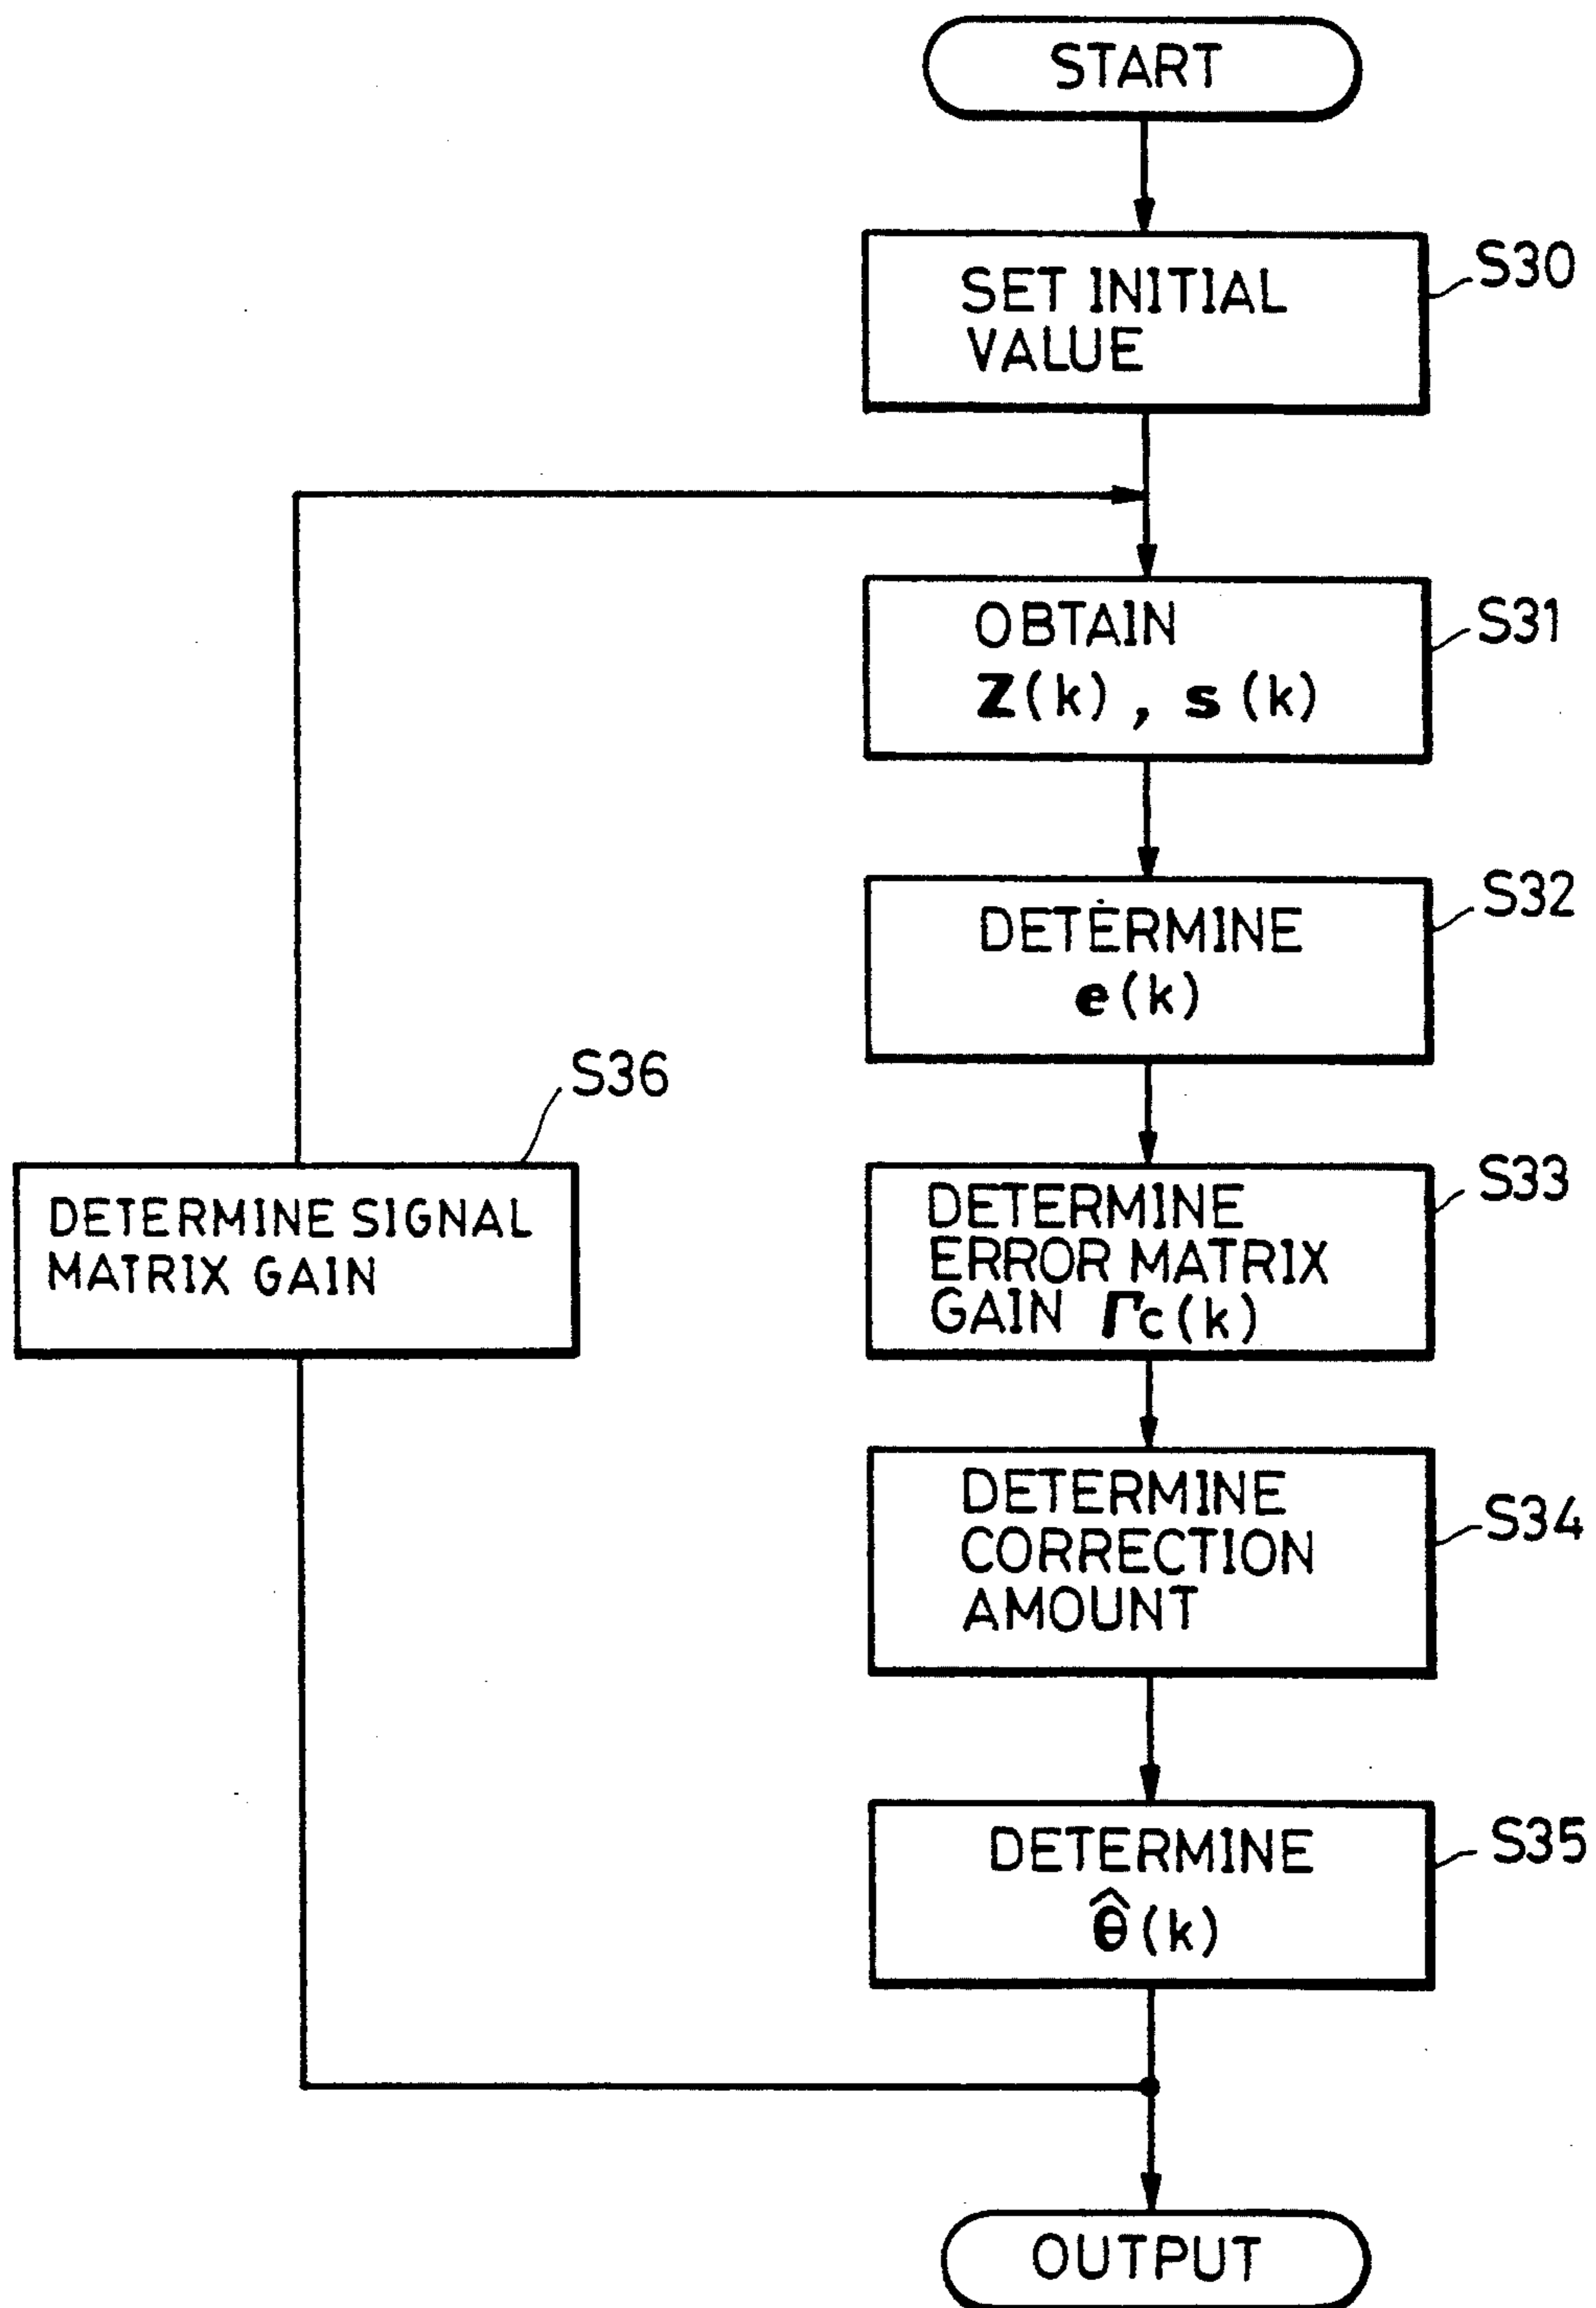 START
SET INITIAL
VALUE
S30
OBTAIN
Z(k), s(k)
S31
DETERMINE
e(k)
S32
S36
DETERMINE SIGNAL
MATRIX GAIN
DETERMINE
ERROR MATRIX
GAIN Γc(k)
S33
DETERMINE
CORRECTION
AMOUNT
S34
DETERMINE
θ̂(k)
S35
OUTPUT